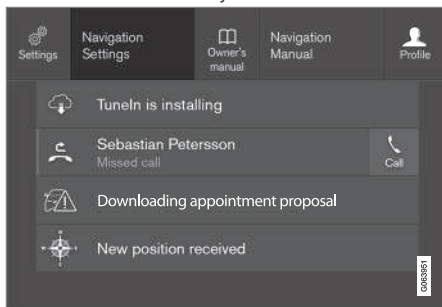 Settings
Navigation
Settings
Owner's
manual
Navigation
Manual
Profile
TuneIn is installing
Sebastian Petersson
Missed call
Call
Downloading appointment proposal
New position received
G063951